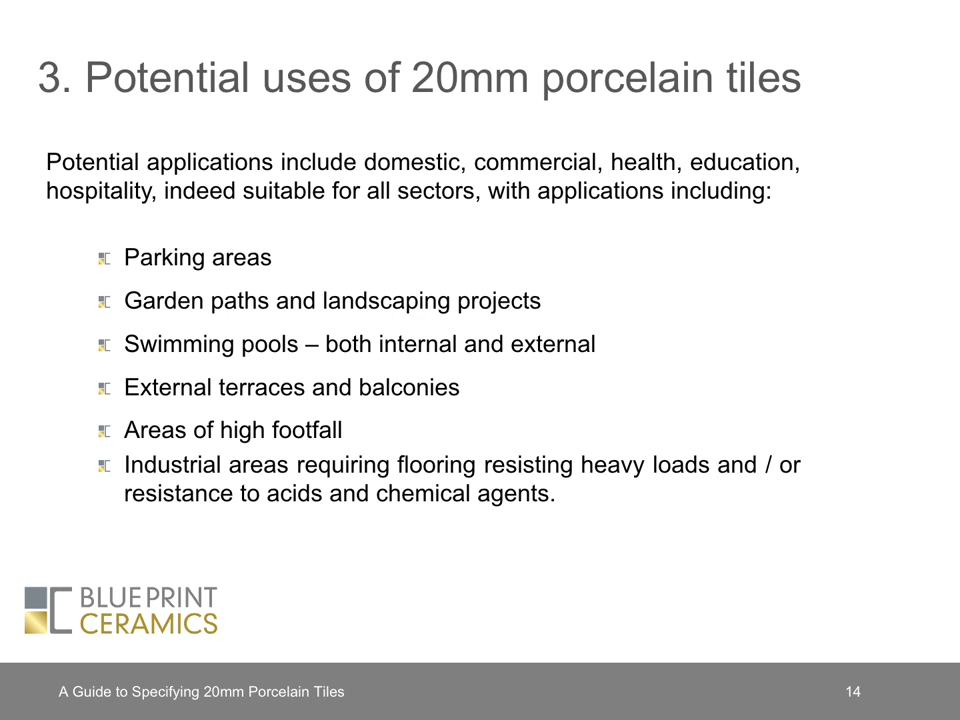 3. Potential uses of 20mm porcelain tiles
Potential applications include domestic, commercial, health, education,
hospitality, indeed suitable for all sectors, with applications including:
Parking areas
Garden paths and landscaping projects
Swimming pools – both internal and external
External terraces and balconies
Areas of high footfall
Industrial areas requiring flooring resisting heavy loads and / or
resistance to acids and chemical agents.
BLUEPRINT
CERAMICS
A Guide to Specifying 20mm Porcelain Tiles 14